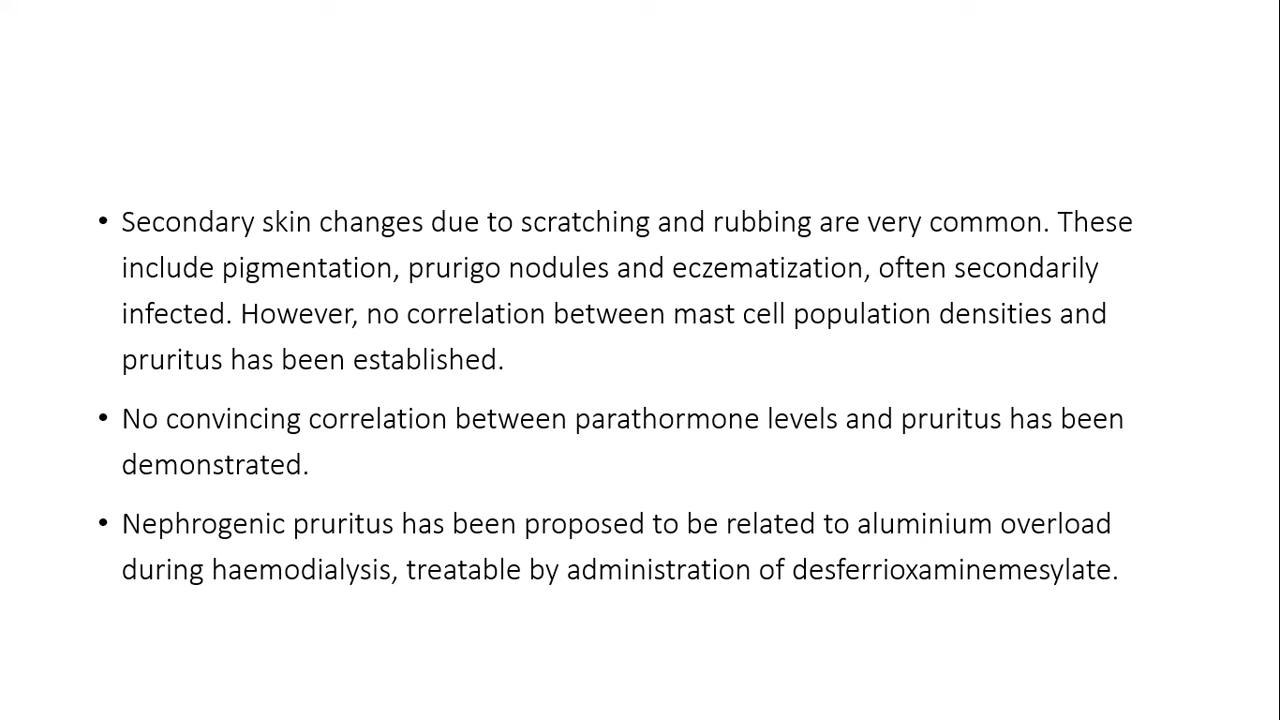 • Secondary skin changes due to scratching and rubbing are very common. These
include pigmentation, prurigo nodules and eczematization, often secondarily
infected. However, no correlation between mast cell population densities and
pruritus has been established.
• No convincing correlation between parathormone levels and pruritus has been
demonstrated.
• Nephrogenic pruritus has been proposed to be related to aluminium overload
during haemodialysis, treatable by administration of desferrioxaminemesylate.